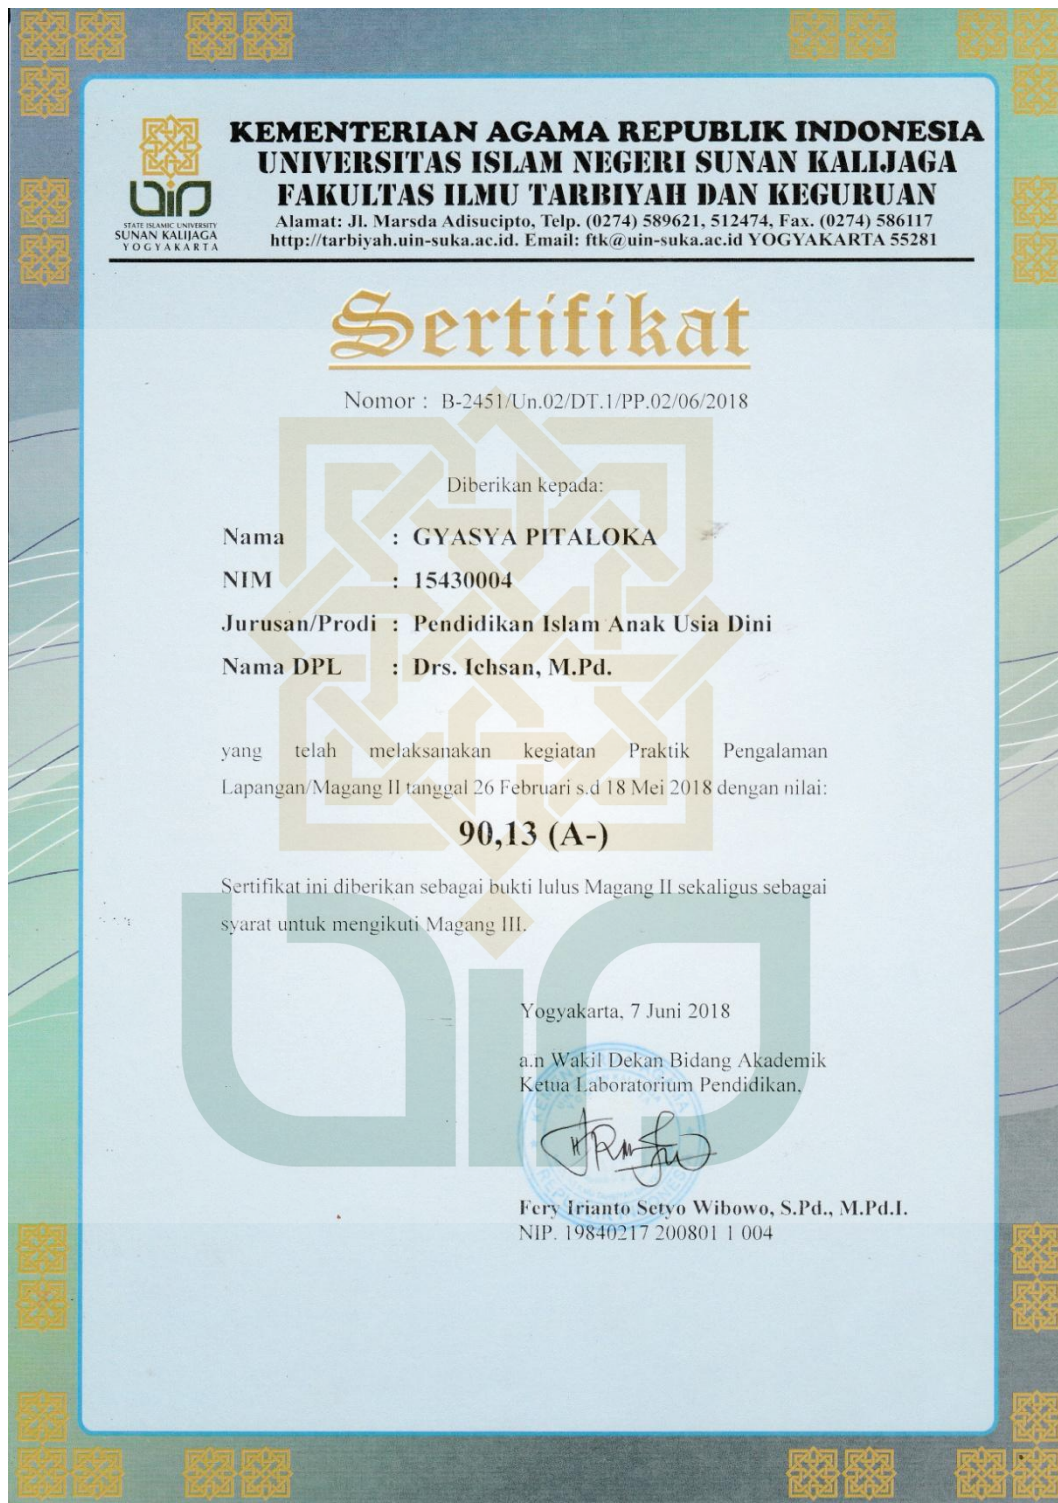 KEMENTERIAN AGAMA REPUBLIK INDONESIA
UNIVERSITAS ISLAM NEGERI SUNAN KALIJAGA
FAKULTAS ILMU TARBIYAH DAN KEGURUAN
Alamat: Jl. Marsda Adisucipto, Telp. (0274) 589621, 512474, Fax. (0274) 586117
http://tarbiyah.uin-suka.ac.id. Email: ftk@uin-suka.ac.id YOGYAKARTA 55281
uin
STATE ISLAMIC UNIVERSITY
SUNAN KALIJAGA
YOGYAKARTA
Sertifikat
Nomor : B-2451/Un.02/DT.1/PP.02/06/2018
Diberikan kepada:
Nama : GYASYA PITALOKA
NIM : 15430004
Jurusan/Prodi : Pendidikan Islam Anak Usia Dini
Nama DPL : Drs. Ichsan, M.Pd.
yang telah melaksanakan kegiatan Praktik Pengalaman
Lapangan/Magang II tanggal 26 Februari s.d 18 Mei 2018 dengan nilai:
90,13 (A-)
Sertifikat ini diberikan sebagai bukti lulus Magang II sekaligus sebagai
syarat untuk mengikuti Magang III.
uin
Yogyakarta, 7 Juni 2018
a.n Wakil Dekan Bidang Akademik
Ketua Laboratorium Pendidikan,
Fery Irianto Setyo Wibowo, S.Pd., M.Pd.I.
NIP. 19840217 200801 1 004